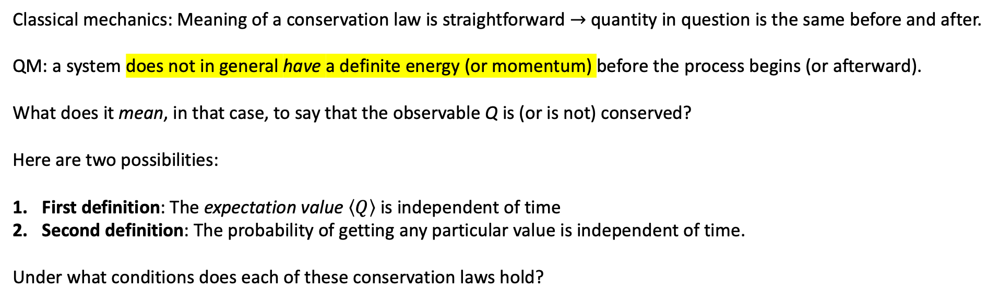 Classical mechanics: Meaning of a conservation law is straightforward → quantity in question is the same before and after.
QM: a system does not in general have a definite energy (or momentum) before the process begins (or afterward).
What does it mean, in that case, to say that the observable Q is (or is not) conserved?
Here are two possibilities:
1. First definition: The expectation value ⟨Q⟩ is independent of time
2. Second definition: The probability of getting any particular value is independent of time.
Under what conditions does each of these conservation laws hold?